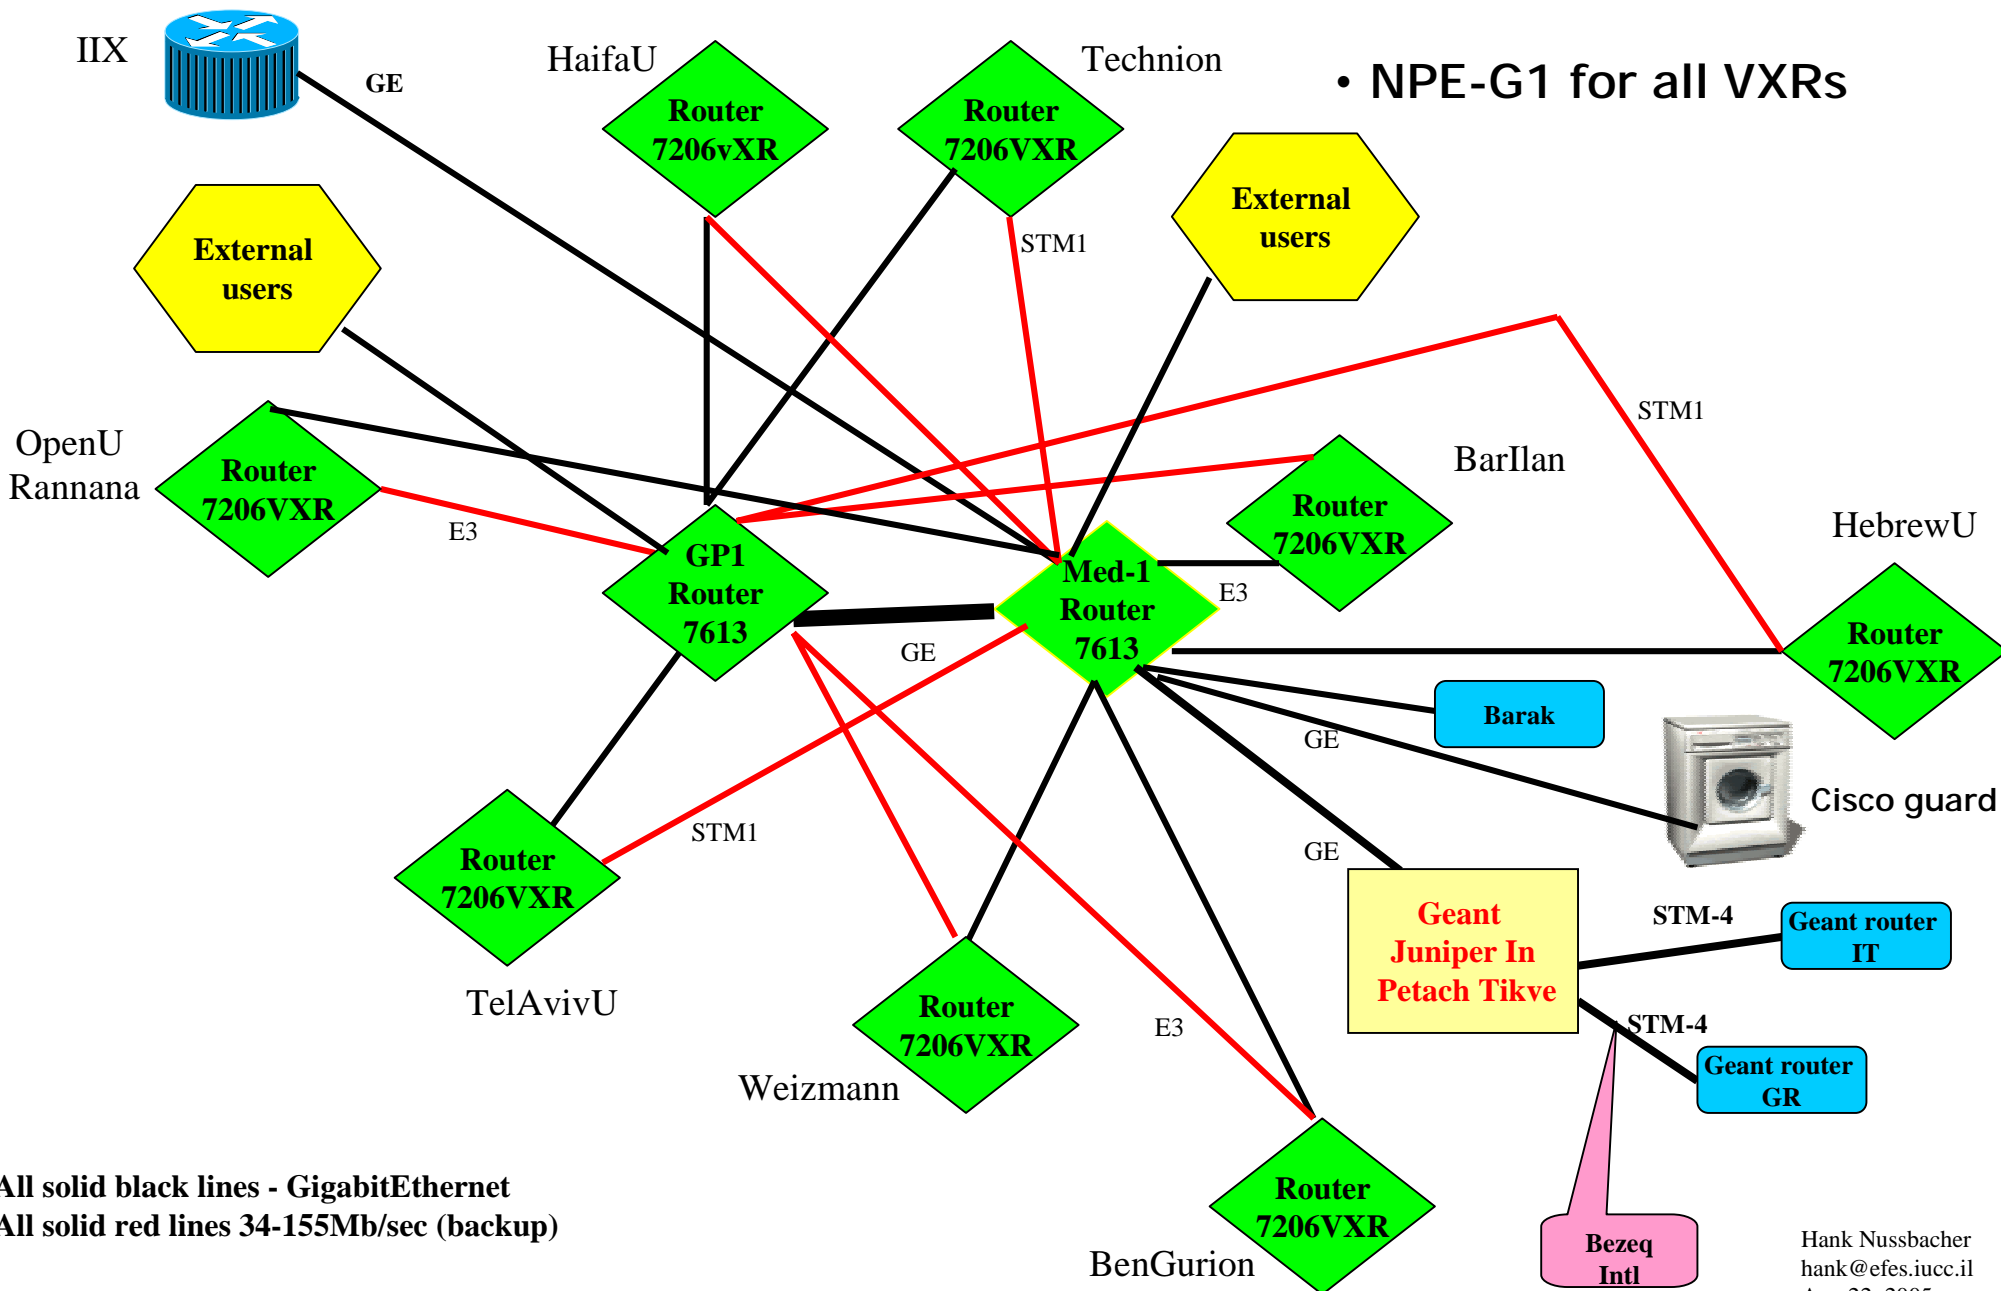 IIX
GE
HaifaU
Technion
• NPE-G1 for all VXRs
Router
7206vXR
Router
7206VXR
External
users
External
users
STM1
STM1
OpenU
Rannana
Router
7206VXR
E3
BarIlan
Router
7206VXR
HebrewU
GP1
Router
7613
Med-1
Router
7613
E3
GE
Router
7206VXR
Barak
GE
Cisco guard
STM1
GE
Router
7206VXR
TelAvivU
Geant
Juniper In
Petach Tikve
STM-4
Geant router
IT
STM-4
Geant router
GR
Router
7206VXR
Weizmann
E3
All solid black lines - GigabitEthernet
All solid red lines 34-155Mb/sec (backup)
Router
7206VXR
BenGurion
Bezeq
Intl
Hank Nussbacher
hank@efes.iucc.il